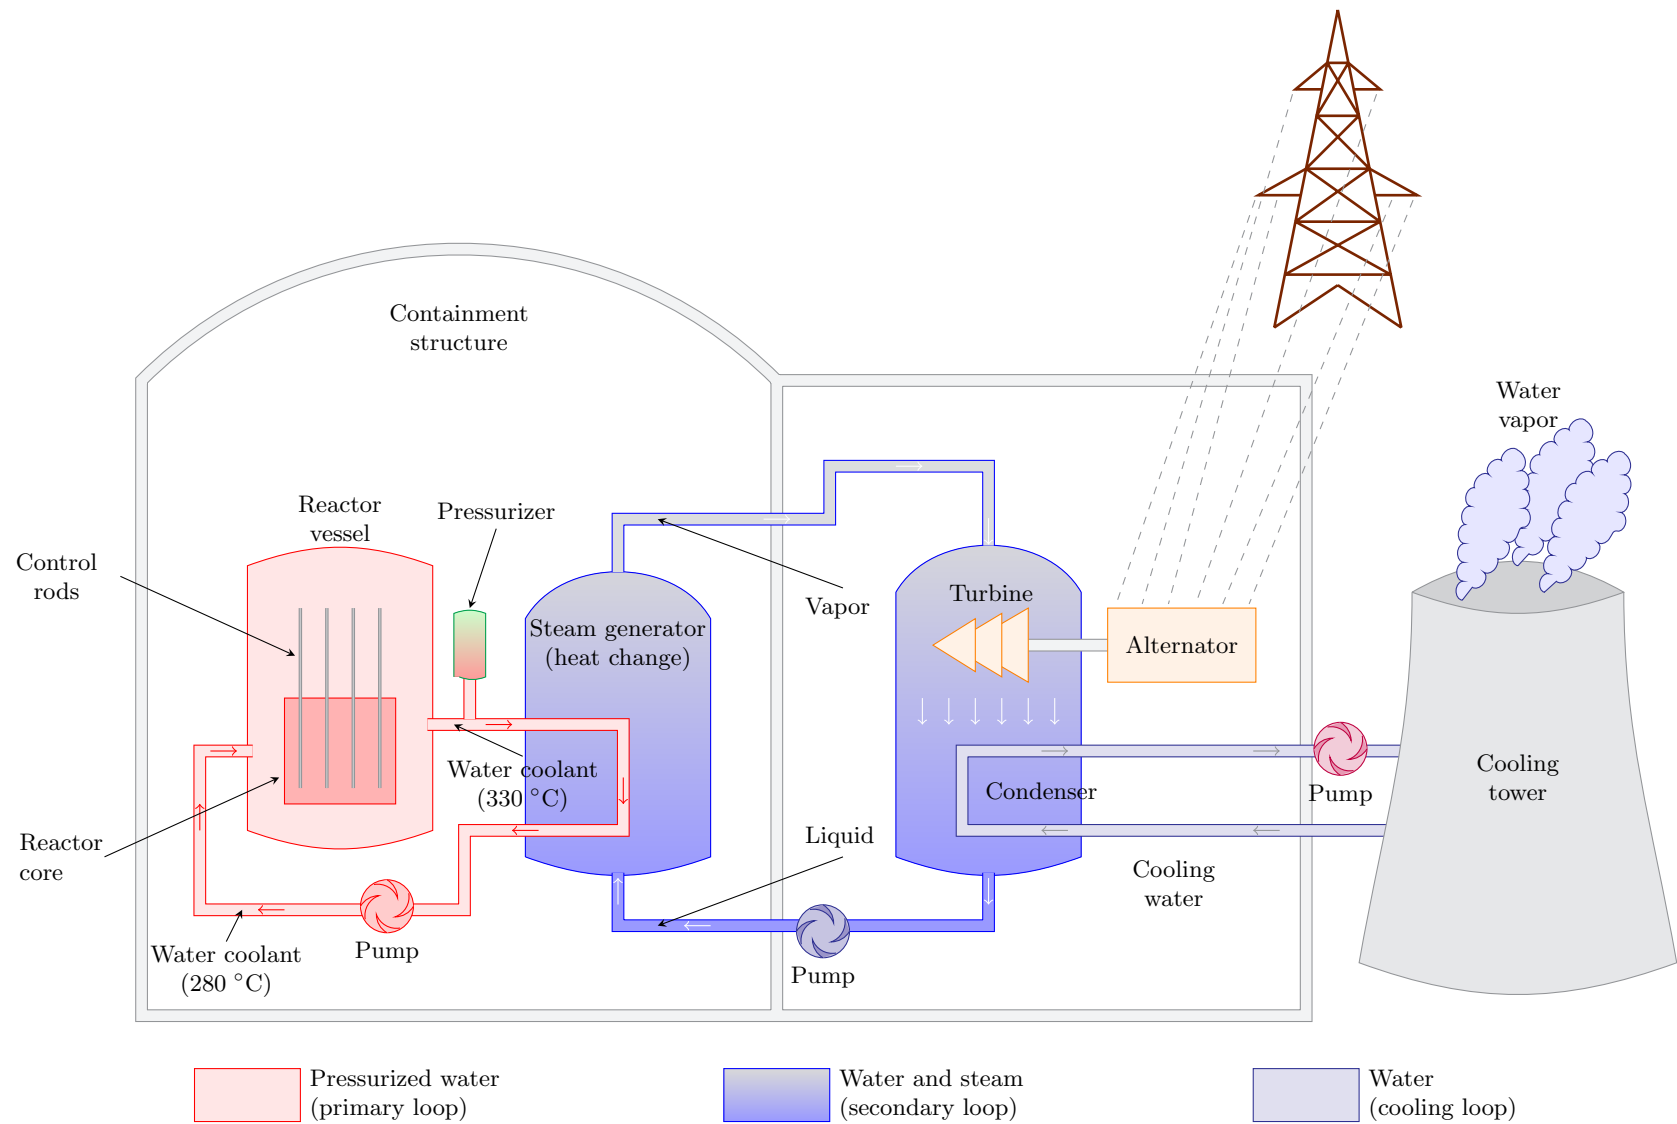 Containment
structure
Water
vapor
Reactor
vessel
Pressurizer
Control
rods
Turbine
Vapor
Steam generator
(heat change)
Alternator
Water coolant
(330 °C)
Condenser
Cooling
tower
Pump
Liquid
Reactor
core
Cooling
water
Water coolant
(280 °C)
Pump
Pump
Pressurized water
(primary loop)
Water and steam
(secondary loop)
Water
(cooling loop)